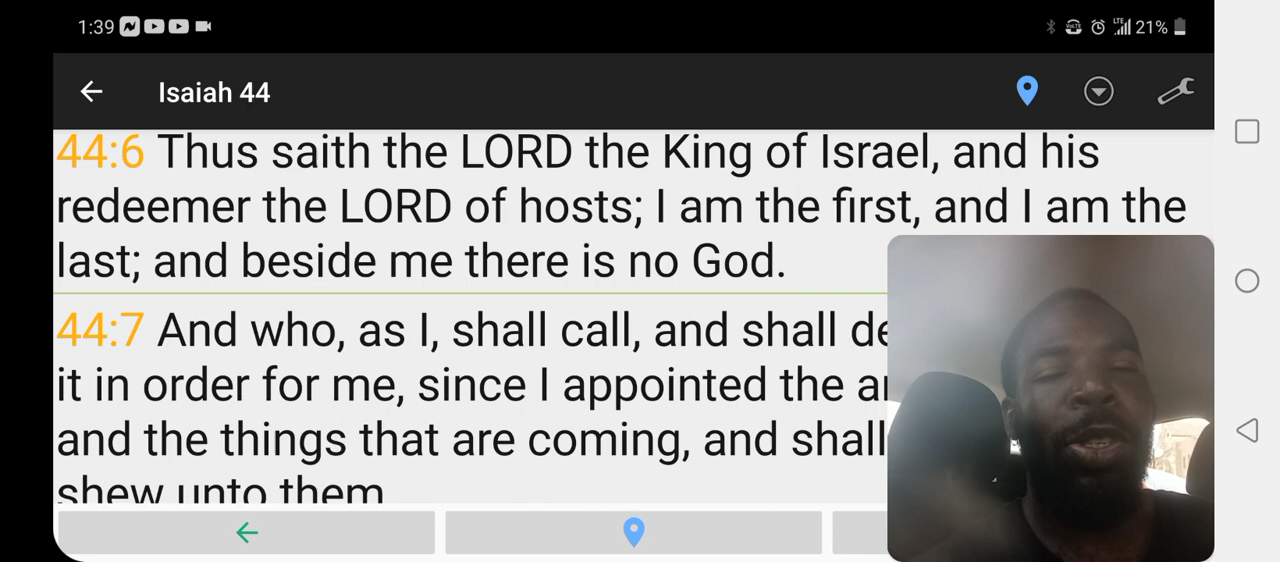 1:39 LTE 21%
Isaiah 44
44:6 Thus saith the LORD the King of Israel, and his
redeemer the LORD of hosts; I am the first, and I am the
last; and beside me there is no God.
44:7 And who, as I, shall call, and shall
it in order for me, since I appointed the
and the things that are coming, and shall
shew unto them